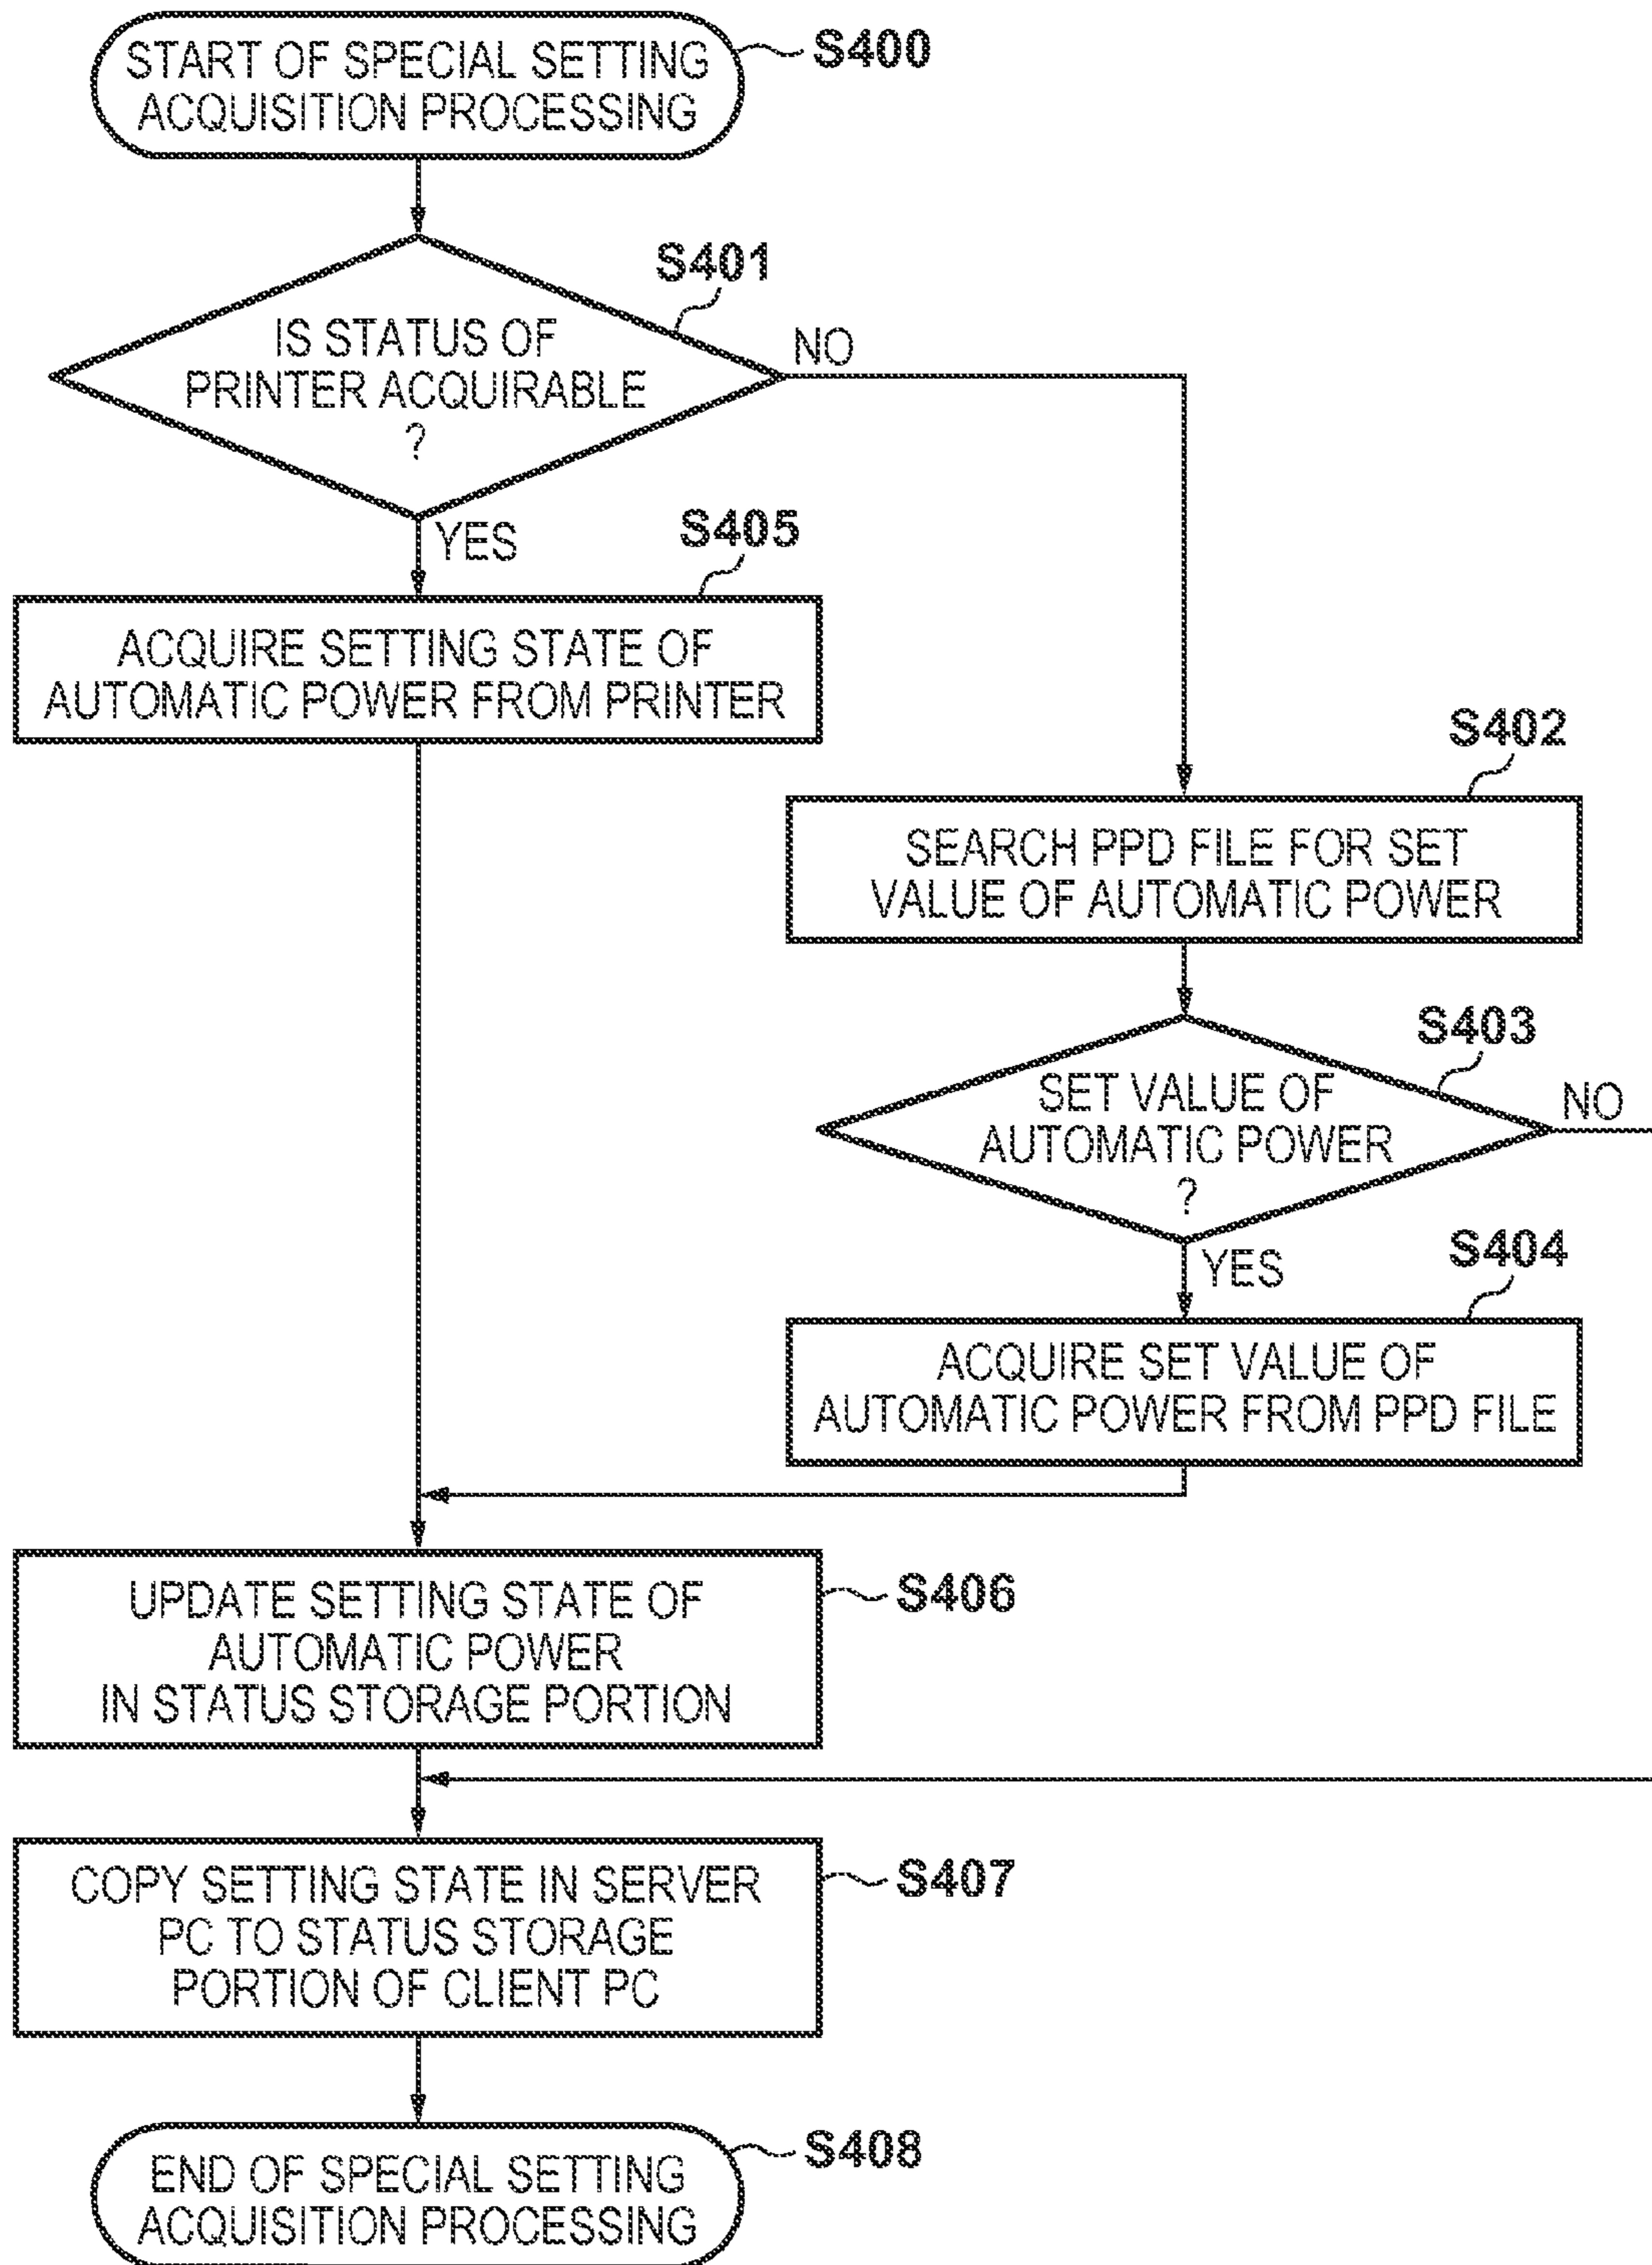 START OF SPECIAL SETTING
ACQUISITION PROCESSING
S400
S401
IS STATUS OF
PRINTER ACQUIRABLE
?
NO
YES
S405
ACQUIRE SETTING STATE OF
AUTOMATIC POWER FROM PRINTER
S402
SEARCH PPD FILE FOR SET
VALUE OF AUTOMATIC POWER
S403
SET VALUE OF
AUTOMATIC POWER
?
NO
YES
S404
ACQUIRE SET VALUE OF
AUTOMATIC POWER FROM PPD FILE
UPDATE SETTING STATE OF
AUTOMATIC POWER
IN STATUS STORAGE PORTION
S406
COPY SETTING STATE IN SERVER
PC TO STATUS STORAGE
PORTION OF CLIENT PC
S407
END OF SPECIAL SETTING
ACQUISITION PROCESSING
S408